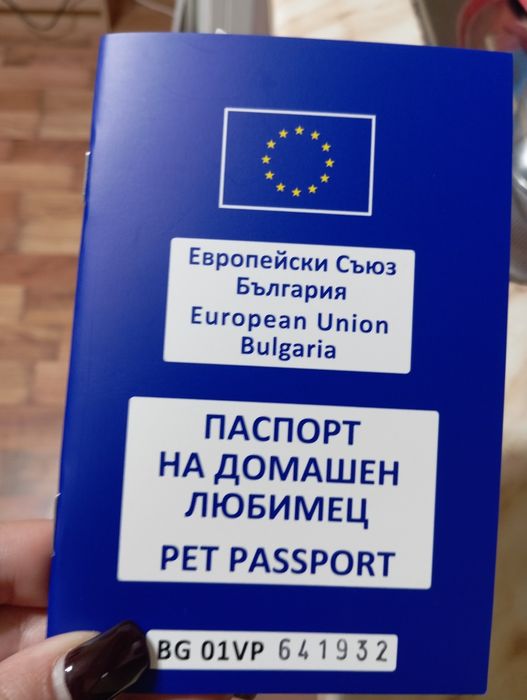 Европейски Съюз
България
European Union
Bulgaria
ПАСПОРТ
НА ДОМАШЕН
ЛЮБИМЕЦ
PET PASSPORT
BG 01VP 641932